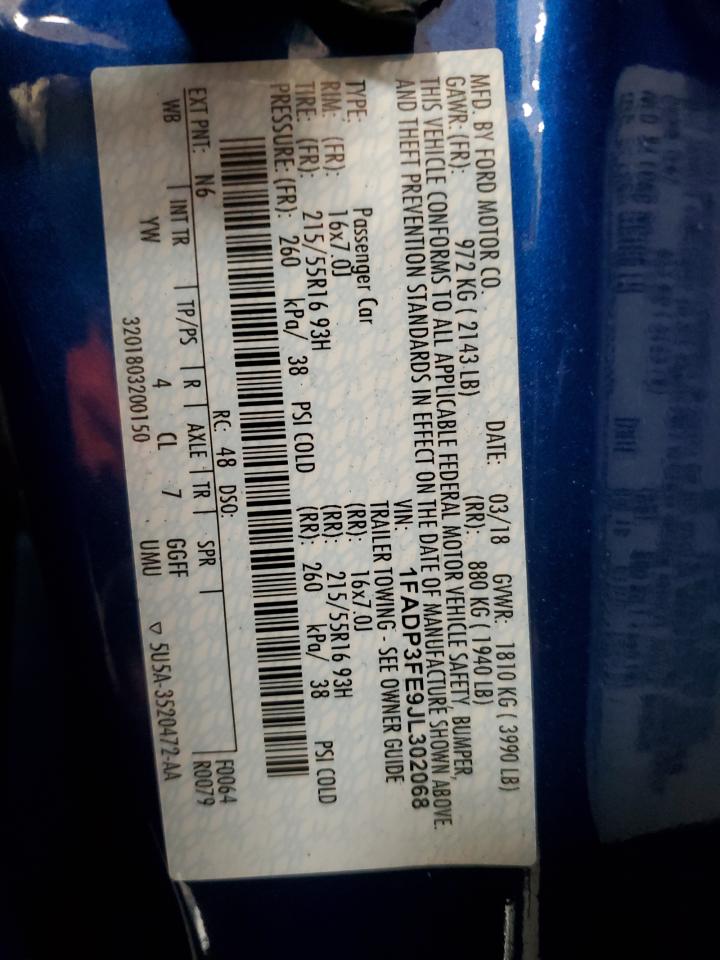 MFD. BY FORD MOTOR CO. DATE: 03/18 GVWR: 1810 KG ( 3990 LB)
GAWR: (FR): 972 KG ( 2143 LB) (RR): 880 KG ( 1940 LB)
THIS VEHICLE CONFORMS TO ALL APPLICABLE FEDERAL MOTOR VEHICLE SAFETY, BUMPER,
AND THEFT PREVENTION STANDARDS IN EFFECT ON THE DATE OF MANUFACTURE SHOWN ABOVE.
VIN: 1FADP3FE9JL302068
TYPE: Passenger Car TRAILER TOWING - SEE OWNER GUIDE
RIM: (FR): 16x7.0J (RR): 16x7.0J
TIRE: (FR): 215/55R16 93H (RR): 215/55R16 93H
PRESSURE: (FR): 260 kPa/ 38 PSI COLD (RR): 260 kPa/ 38 PSI COLD
EXT PNT: N6 RC: 48 DSO: F0064
WB | INT TR | TP/PS | R | AXLE | TR | SPR | R0079
YW 4 CL 7 GGFF
3201803200150 UMU ▽ 5U5A-3520472-AA